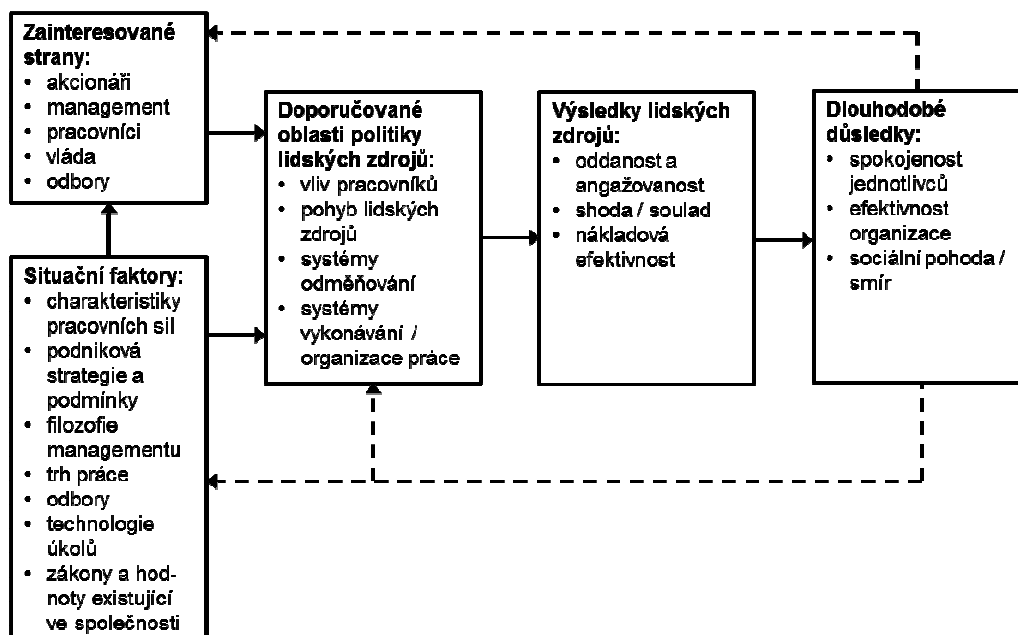 Zainteresované
strany:
• akcionáři
• management
• pracovníci
• vláda
• odbory
Situační faktory:
• charakteristiky
pracovních sil
• podniková
strategie a
podmínky
• filozofie
managementu
• trh práce
• odbory
• technologie
úkolů
• zákony a hod-
noty existující
ve společnosti
Doporučované
oblasti politiky
lidských zdrojů:
• vliv pracovníků
• pohyb lidských
zdrojů
• systémy
odměňování
• systémy
vykonávání /
organizace práce
Výsledky lidských
zdrojů:
• oddanost a
angažovanost
• shoda / soulad
• nákladová
efektivnost
Dlouhodobé
důsledky:
• spokojenost
jednotlivců
• efektivnost
organizace
• sociální pohoda /
smír